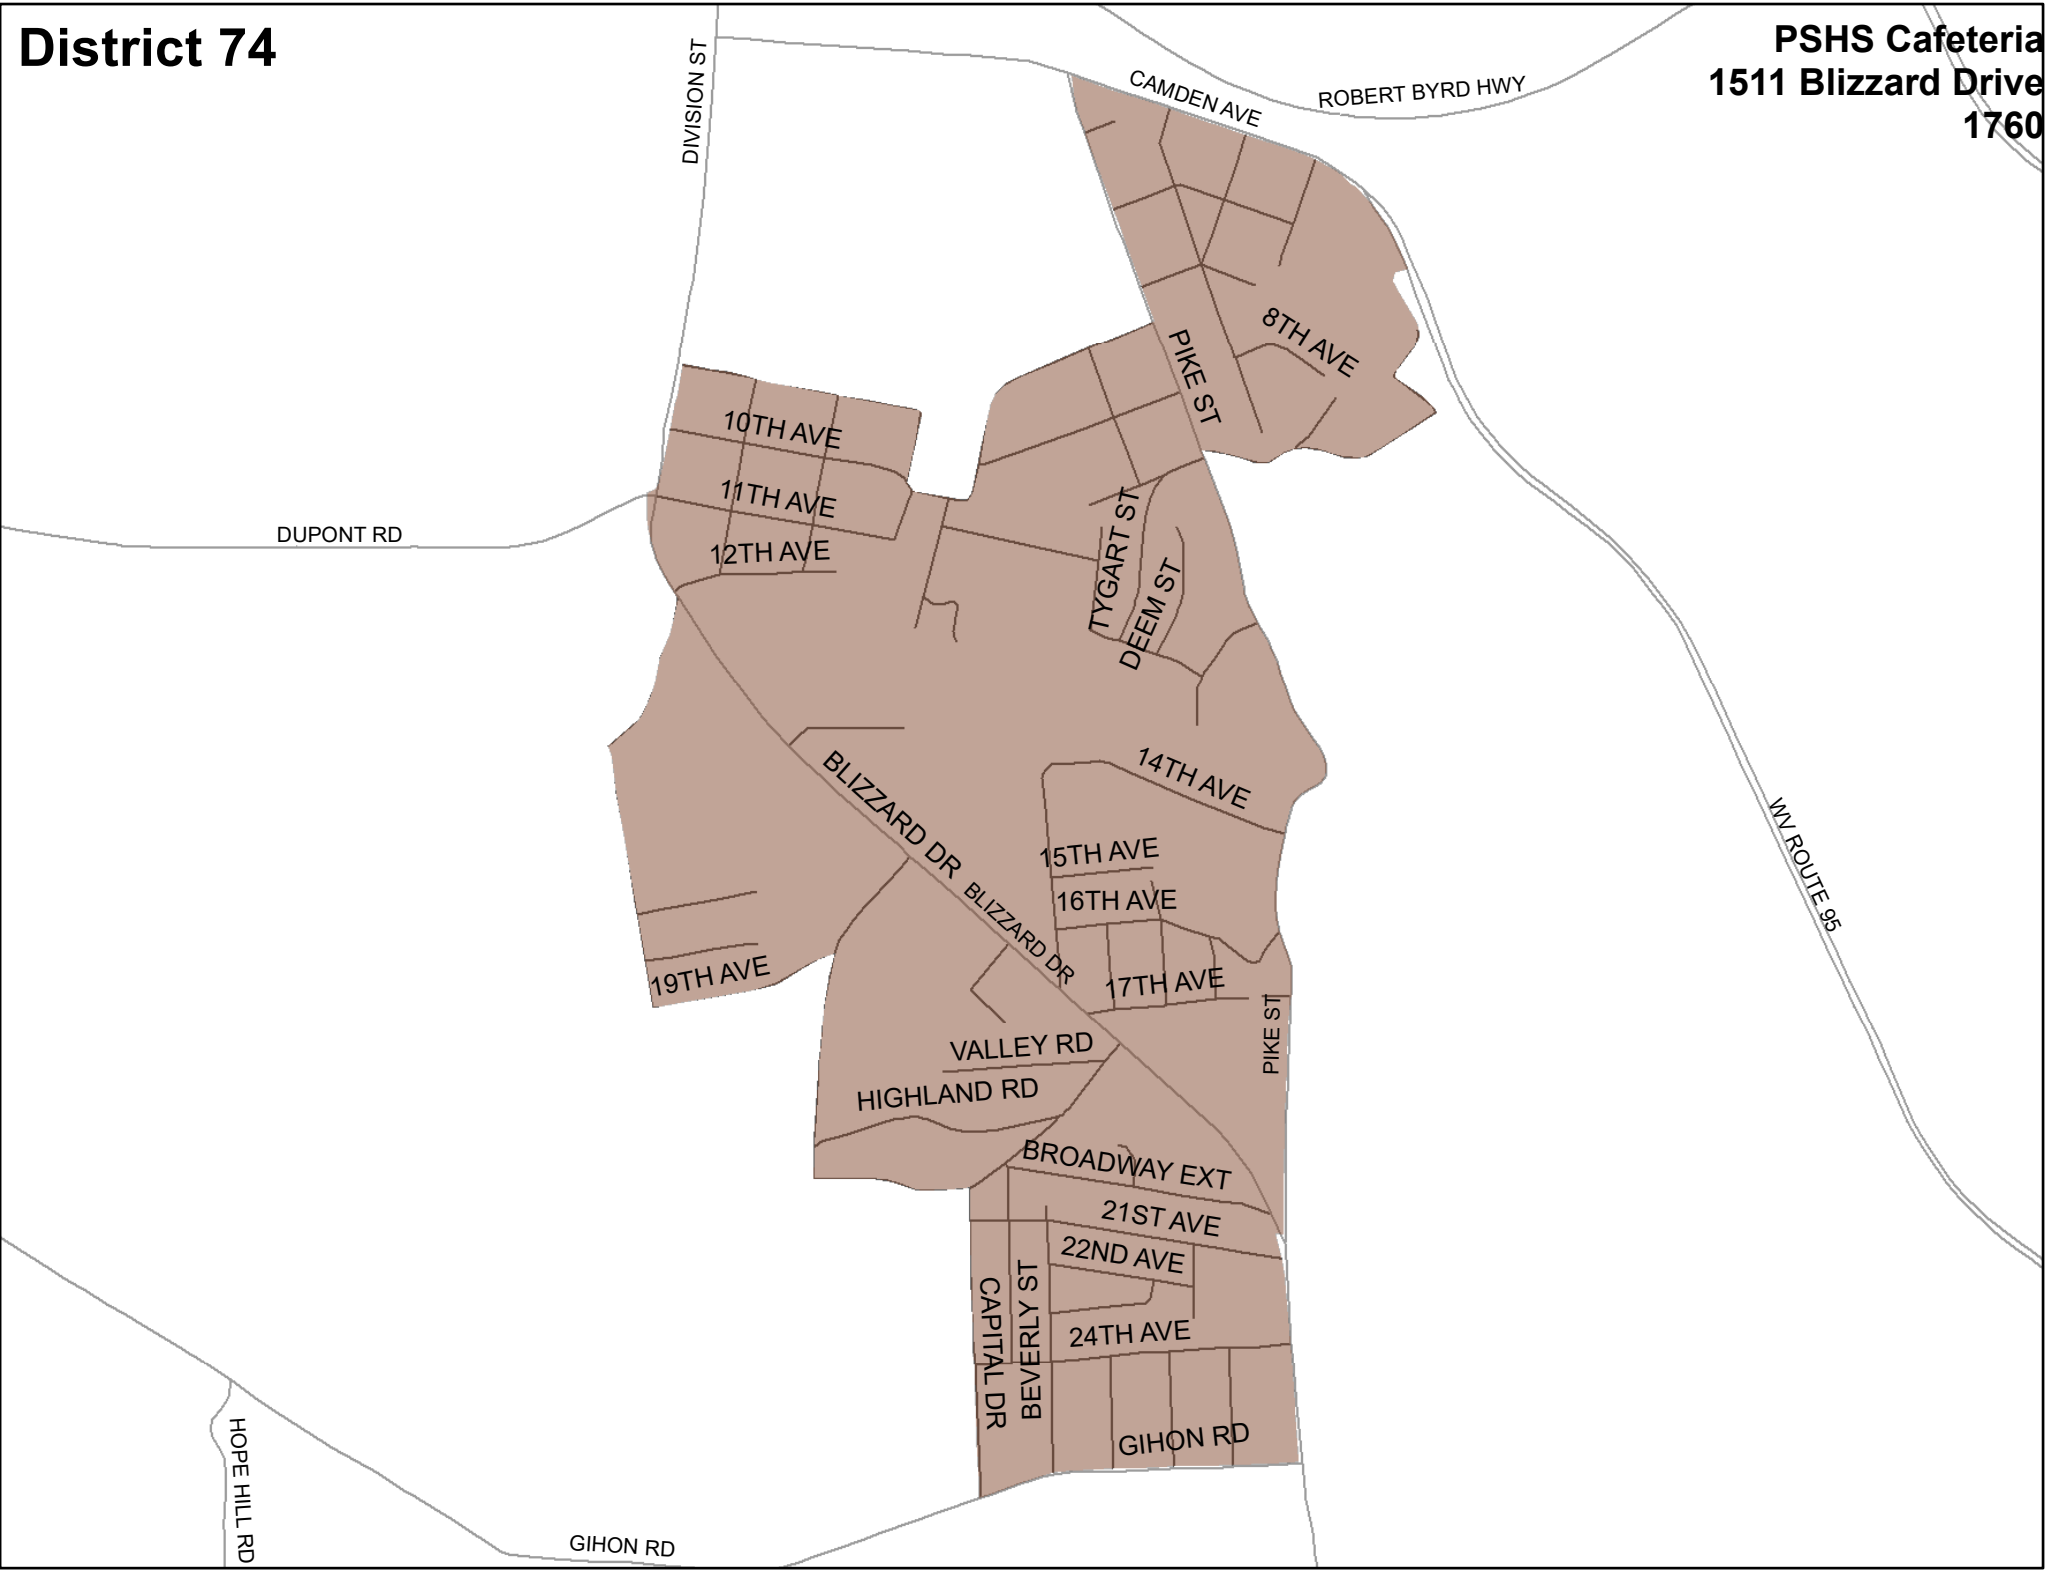 District 74
PSHS Cafeteria
1511 Blizzard Drive
1760
DIVISION ST
CAMDEN AVE
ROBERT BYRD HWY
8TH AVE
PIKE ST
10TH AVE
11TH AVE
12TH AVE
DUPONT RD
TYGART ST
DEEM ST
14TH AVE
BLIZZARD DR
BLIZZARD DR
15TH AVE
16TH AVE
17TH AVE
WV ROUTE 95
19TH AVE
PIKE ST
VALLEY RD
HIGHLAND RD
BROADWAY EXT
21ST AVE
22ND AVE
CAPITAL DR
BEVERLY ST
24TH AVE
GIHON RD
HOPE HILL RD
GIHON RD